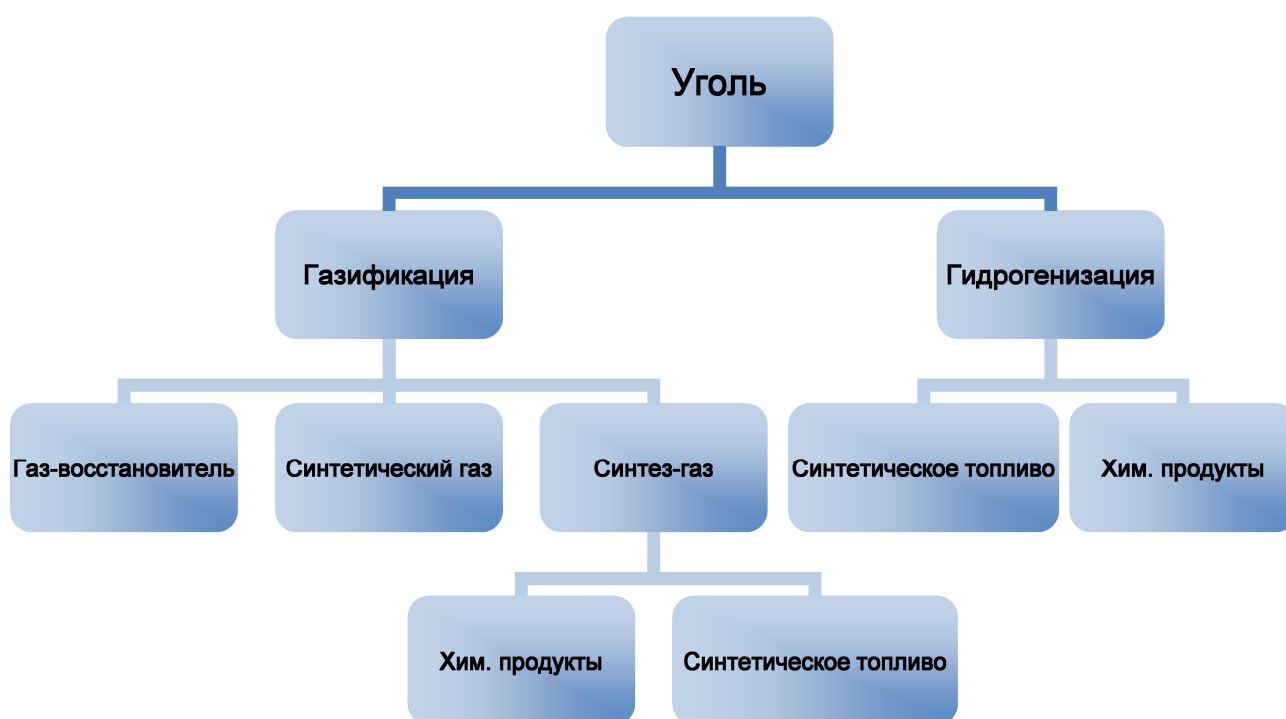 Уголь
Газификация
Гидрогенизация
Газ-восстановитель
Синтетический газ
Синтез-газ
Синтетическое топливо
Хим. продукты
Хим. продукты
Синтетическое топливо